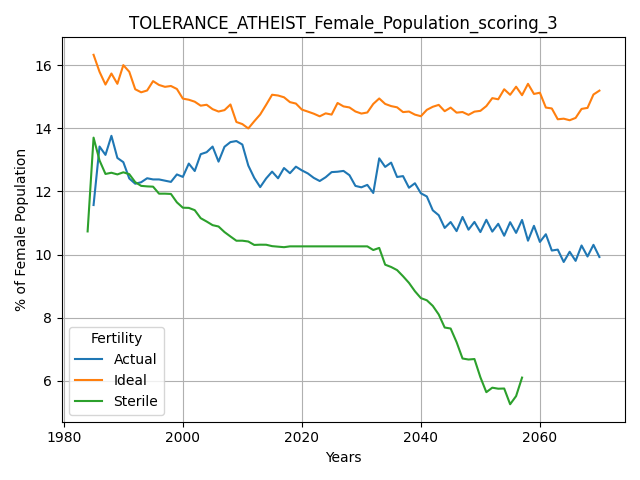 TOLERANCE_ATHEIST_Female_Population_scoring_3
% of Female Population
16
14
12
10
8
6
Fertility
Actual
Ideal
Sterile
1980
2000
2020
2040
2060
Years